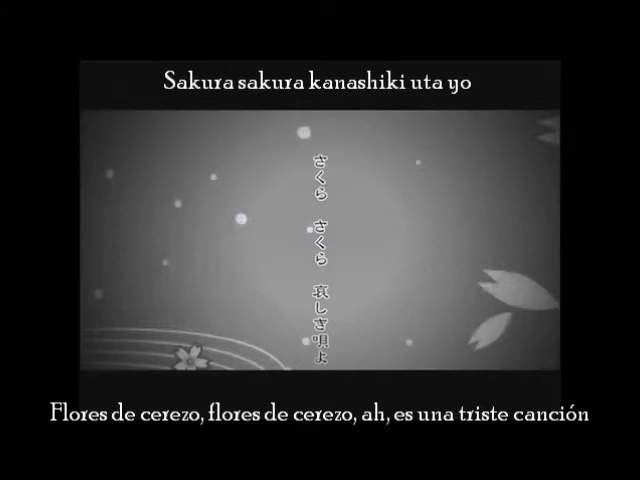 Sakura sakura kanashiki uta yo
さくら さくら 哀しき唄よ
Flores de cerezo, flores de cerezo, ah, es una triste canción